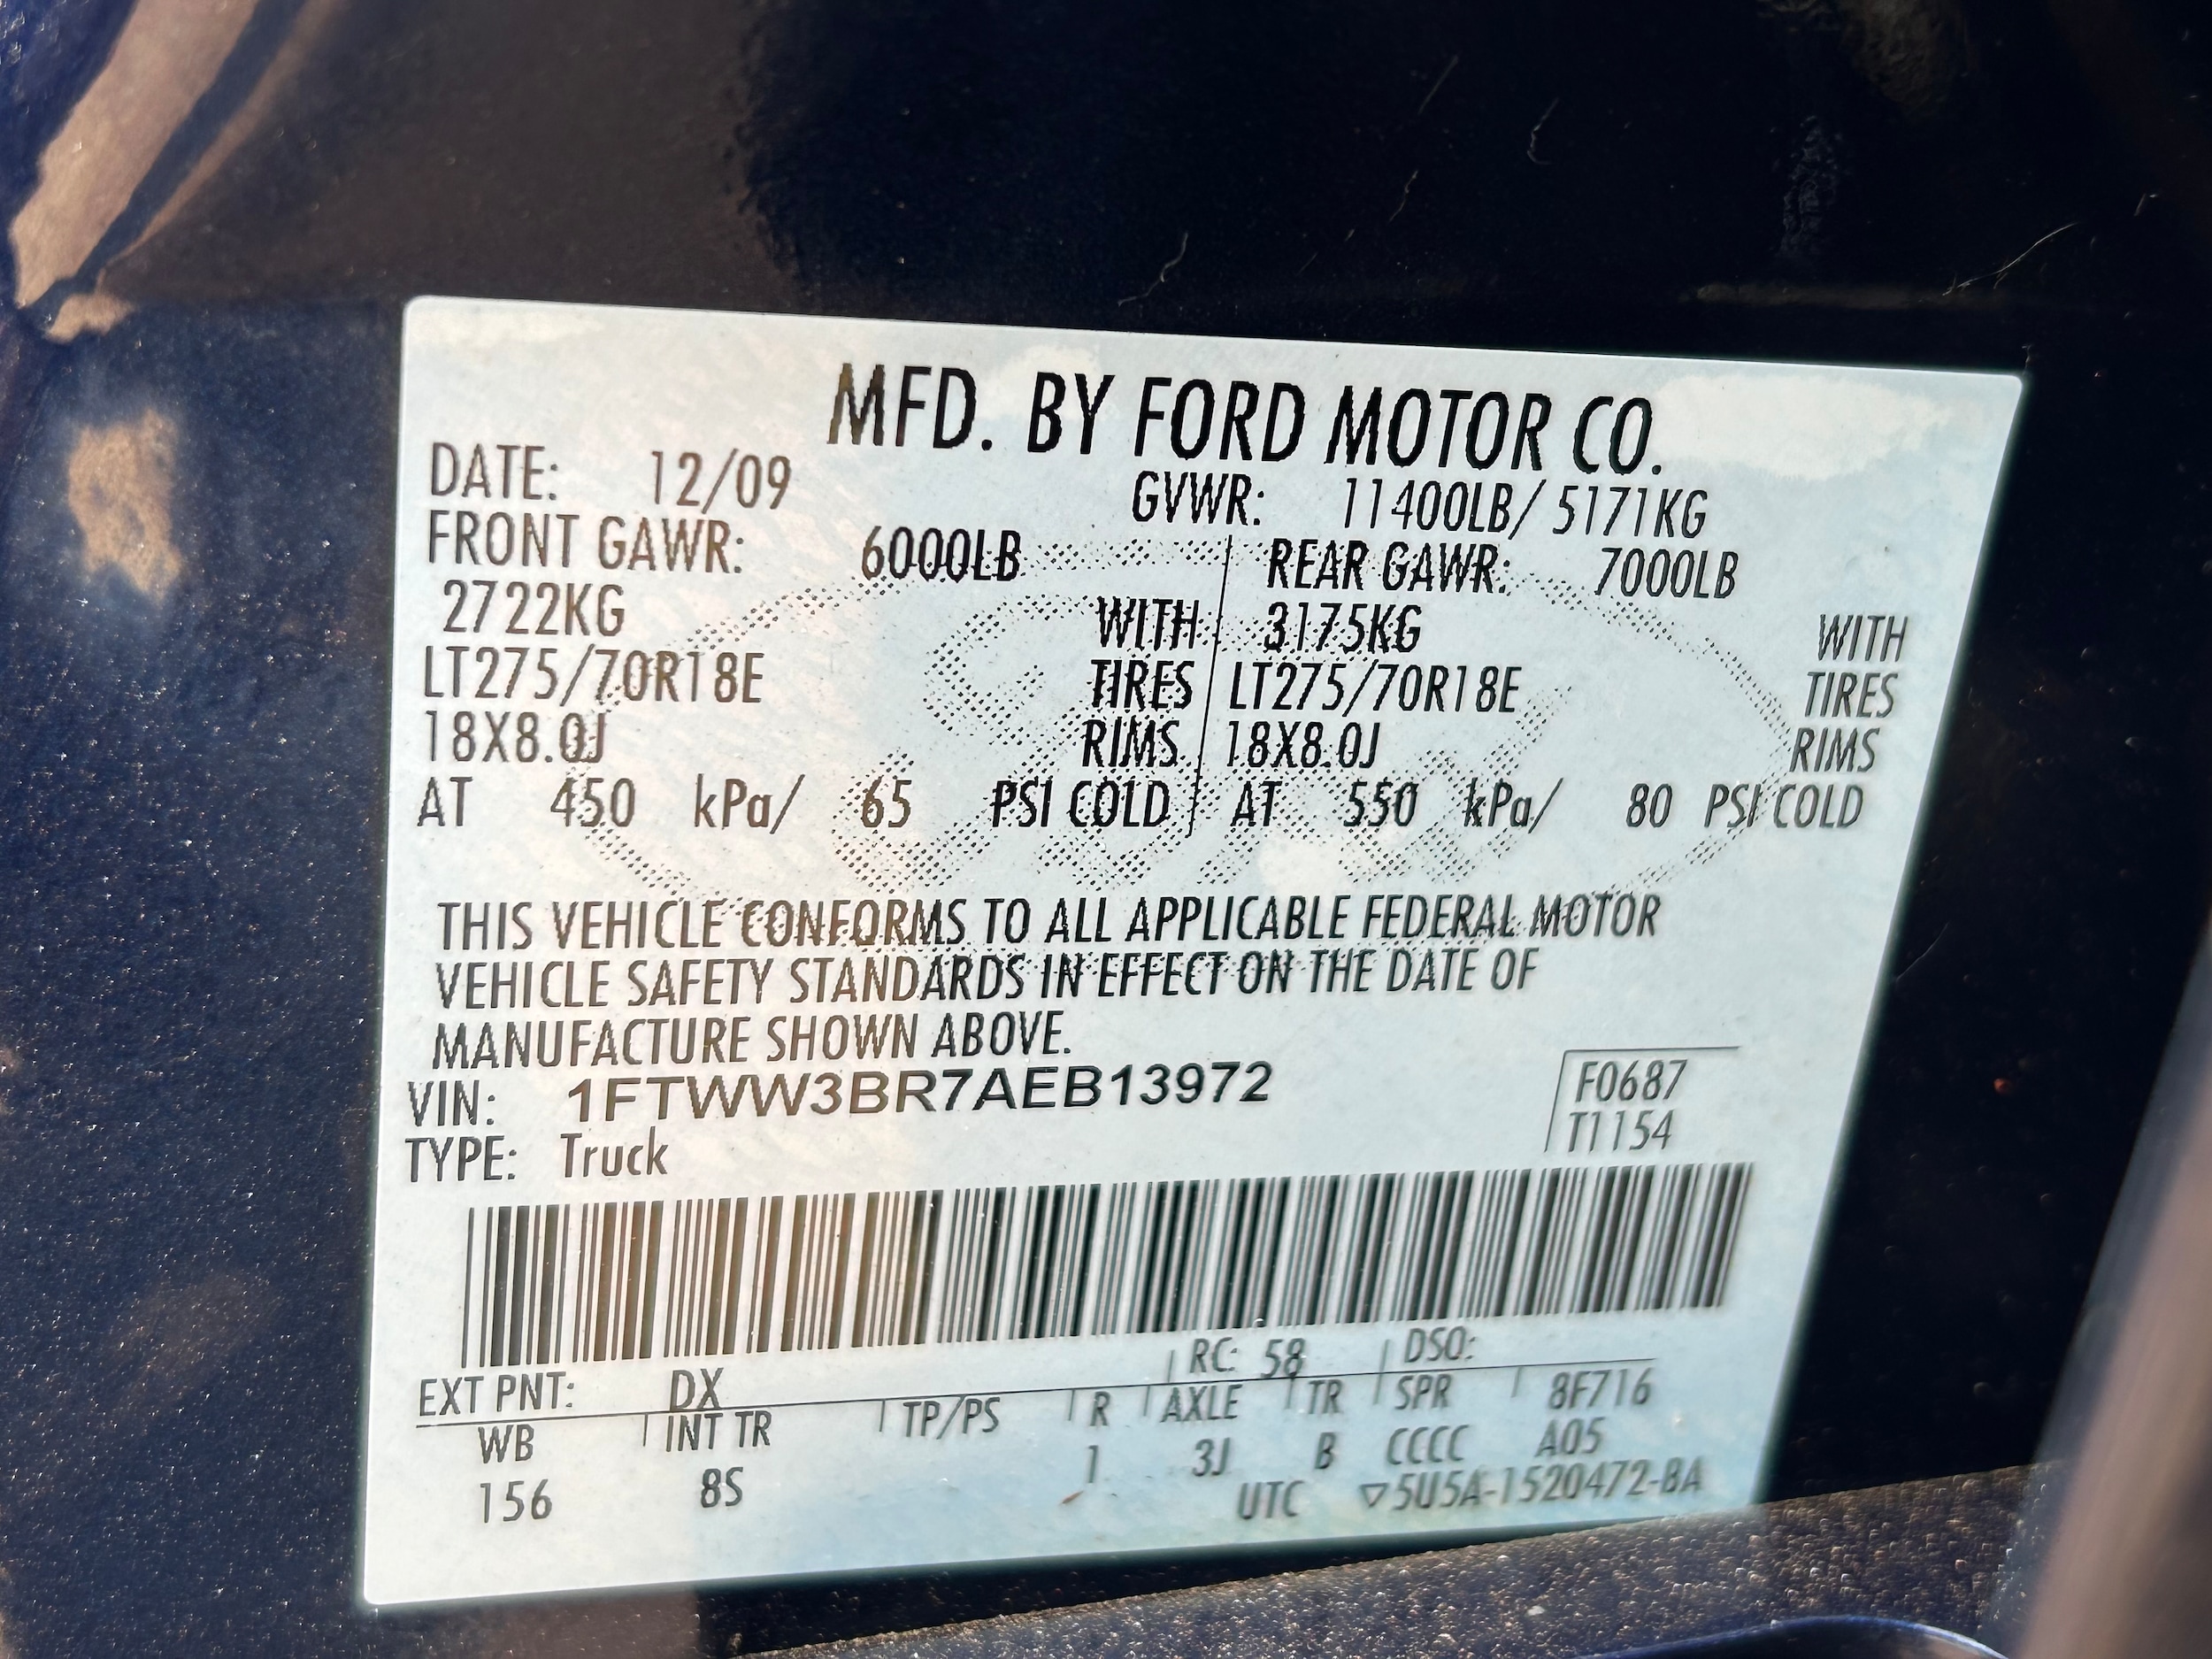 MFD. BY FORD MOTOR CO.
DATE: 12/09 GVWR: 11400LB/ 5171KG
FRONT GAWR: 6000LB REAR GAWR: 7000LB
2722KG WITH 3175KG WITH
LT275/70R18E TIRES LT275/70R18E TIRES
18X8.0J RIMS 18X8.0J RIMS
AT 450 kPa/ 65 PSI COLD AT 550 kPa/ 80 PSI COLD
THIS VEHICLE CONFORMS TO ALL APPLICABLE FEDERAL MOTOR
VEHICLE SAFETY STANDARDS IN EFFECT ON THE DATE OF
MANUFACTURE SHOWN ABOVE.
VIN: 1FTWW3BR7AEB13972 F0687
TYPE: Truck T1154
EXT PNT: DX RC: 58 DSO:
WB INT TR TP/PS R AXLE TR SPR 8F716
156 8S 1 3J B CCCC A05
UTC ▽5U5A-1520472-BA